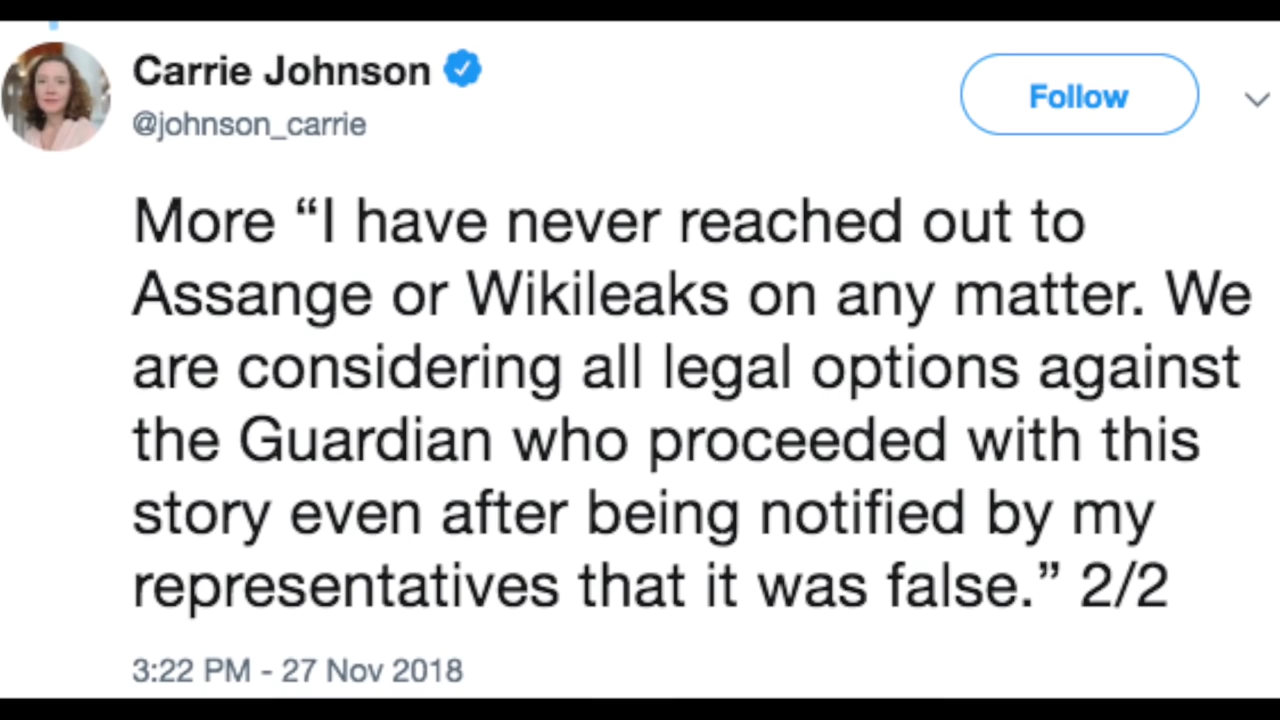 Carrie Johnson
@johnson_carrie
Follow
More “I have never reached out to
Assange or Wikileaks on any matter. We
are considering all legal options against
the Guardian who proceeded with this
story even after being notified by my
representatives that it was false.” 2/2
3:22 PM - 27 Nov 2018